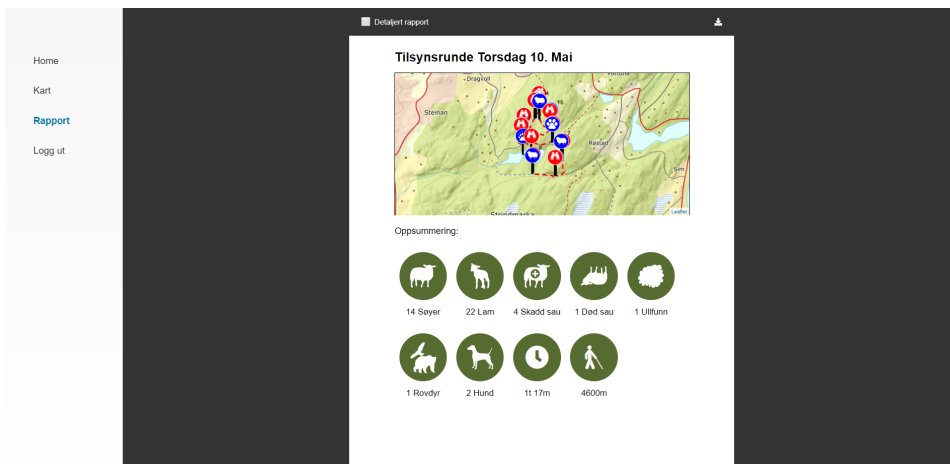 Home
Kart
Rapport
Logg ut
Detaljert rapport
Tilsynsrunde Torsdag 10. Mai
Dragvoll
Steinan
Røstad
Sim
Leaflet
Oppsummering:
14 Søyer
22 Lam
4 Skadd sau
1 Død sau
1 Ullfunn
1 Rovdyr
2 Hund
1t 17m
4600m